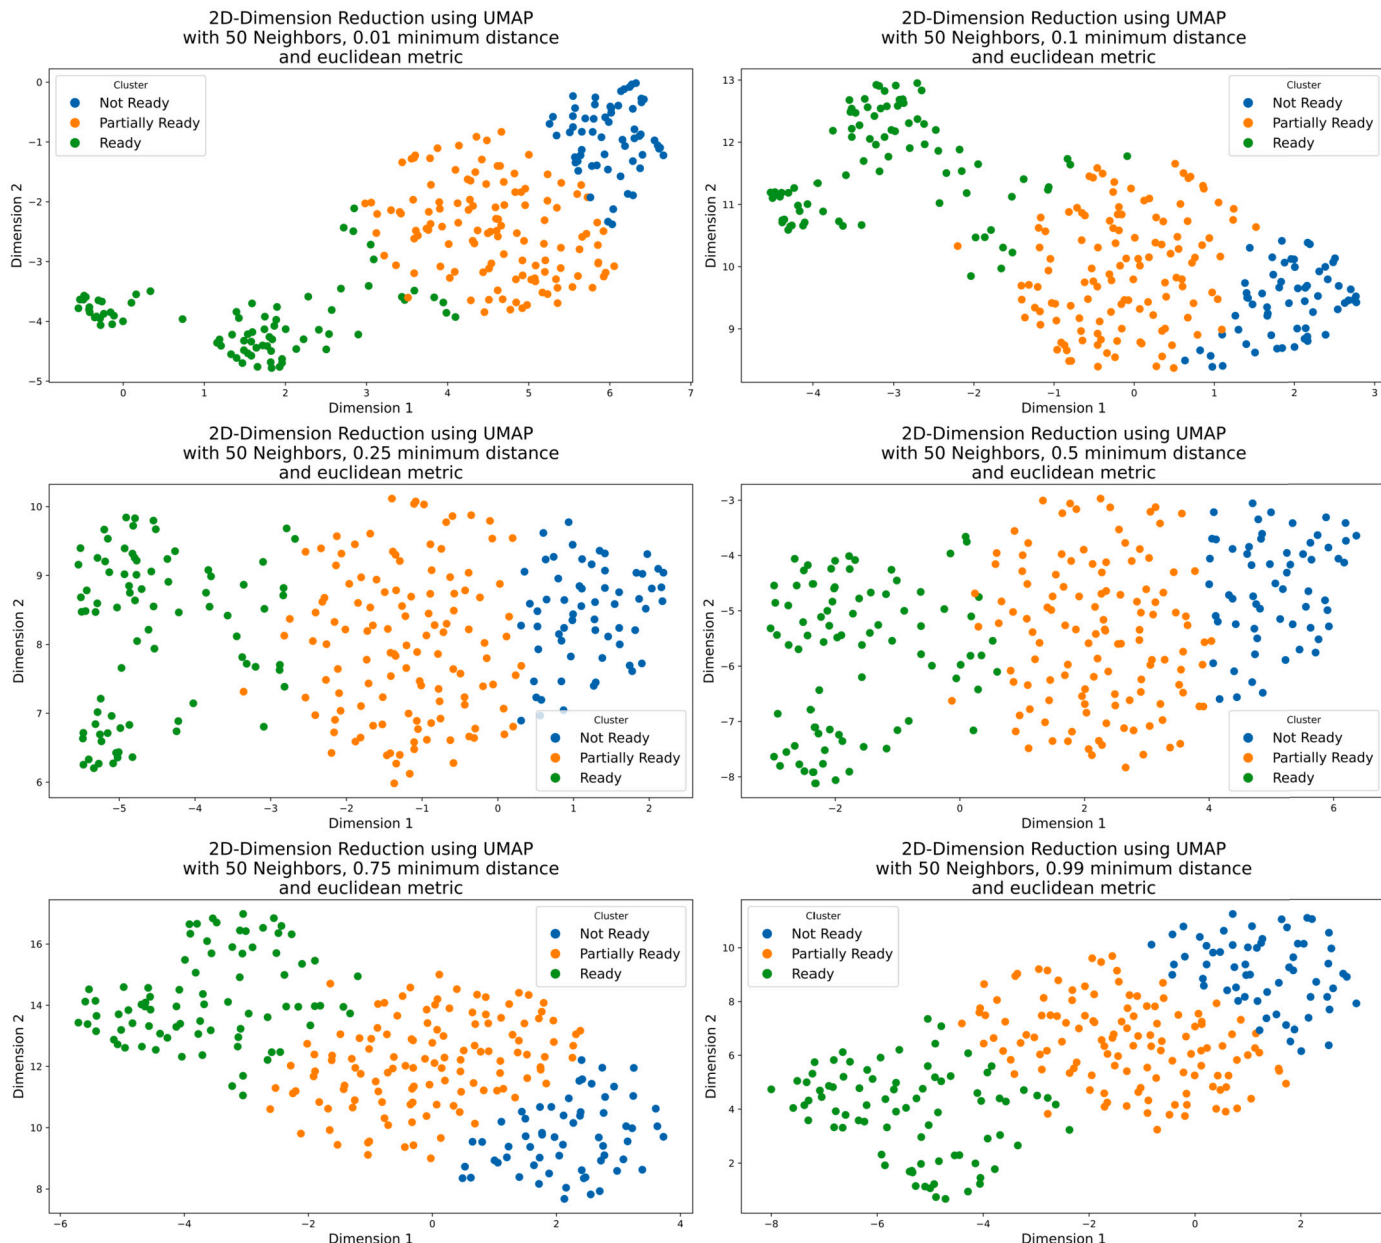 2D-Dimension Reduction using UMAP
with 50 Neighbors, 0.01 minimum distance
and euclidean metric
Cluster
Not Ready
Partially Ready
Ready
Dimension 2
0
−1
−2
−3
−4
−5
0
1
2
3
4
5
6
7
Dimension 1
2D-Dimension Reduction using UMAP
with 50 Neighbors, 0.1 minimum distance
and euclidean metric
Cluster
Not Ready
Partially Ready
Ready
Dimension 2
13
12
11
10
9
−4
−3
−2
−1
0
1
2
3
Dimension 1
2D-Dimension Reduction using UMAP
with 50 Neighbors, 0.25 minimum distance
and euclidean metric
Dimension 2
10
9
8
7
6
Cluster
Not Ready
Partially Ready
Ready
−5
−4
−3
−2
−1
0
1
2
Dimension 1
2D-Dimension Reduction using UMAP
with 50 Neighbors, 0.5 minimum distance
and euclidean metric
Dimension 2
−3
−4
−5
−6
−7
−8
Cluster
Not Ready
Partially Ready
Ready
−2
0
2
4
6
Dimension 1
2D-Dimension Reduction using UMAP
with 50 Neighbors, 0.75 minimum distance
and euclidean metric
Cluster
Not Ready
Partially Ready
Ready
Dimension 2
16
14
12
10
8
−6
−4
−2
0
2
4
Dimension 1
2D-Dimension Reduction using UMAP
with 50 Neighbors, 0.99 minimum distance
and euclidean metric
Cluster
Not Ready
Partially Ready
Ready
Dimension 2
10
8
6
4
2
−8
−6
−4
−2
0
2
Dimension 1